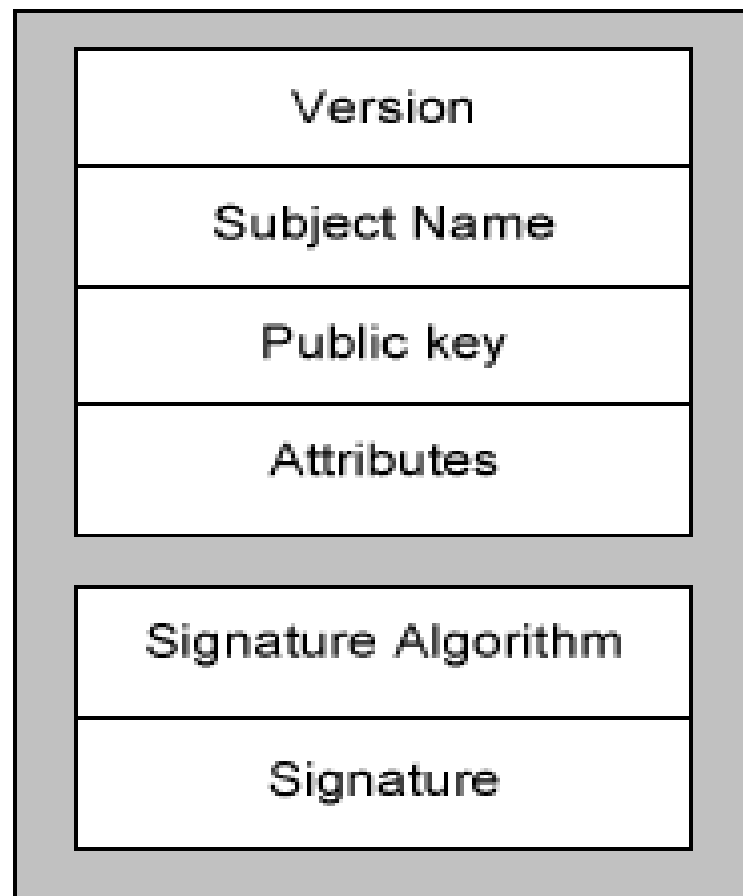 Version
Subject Name
Public key
Attributes
Signature Algorithm
Signature